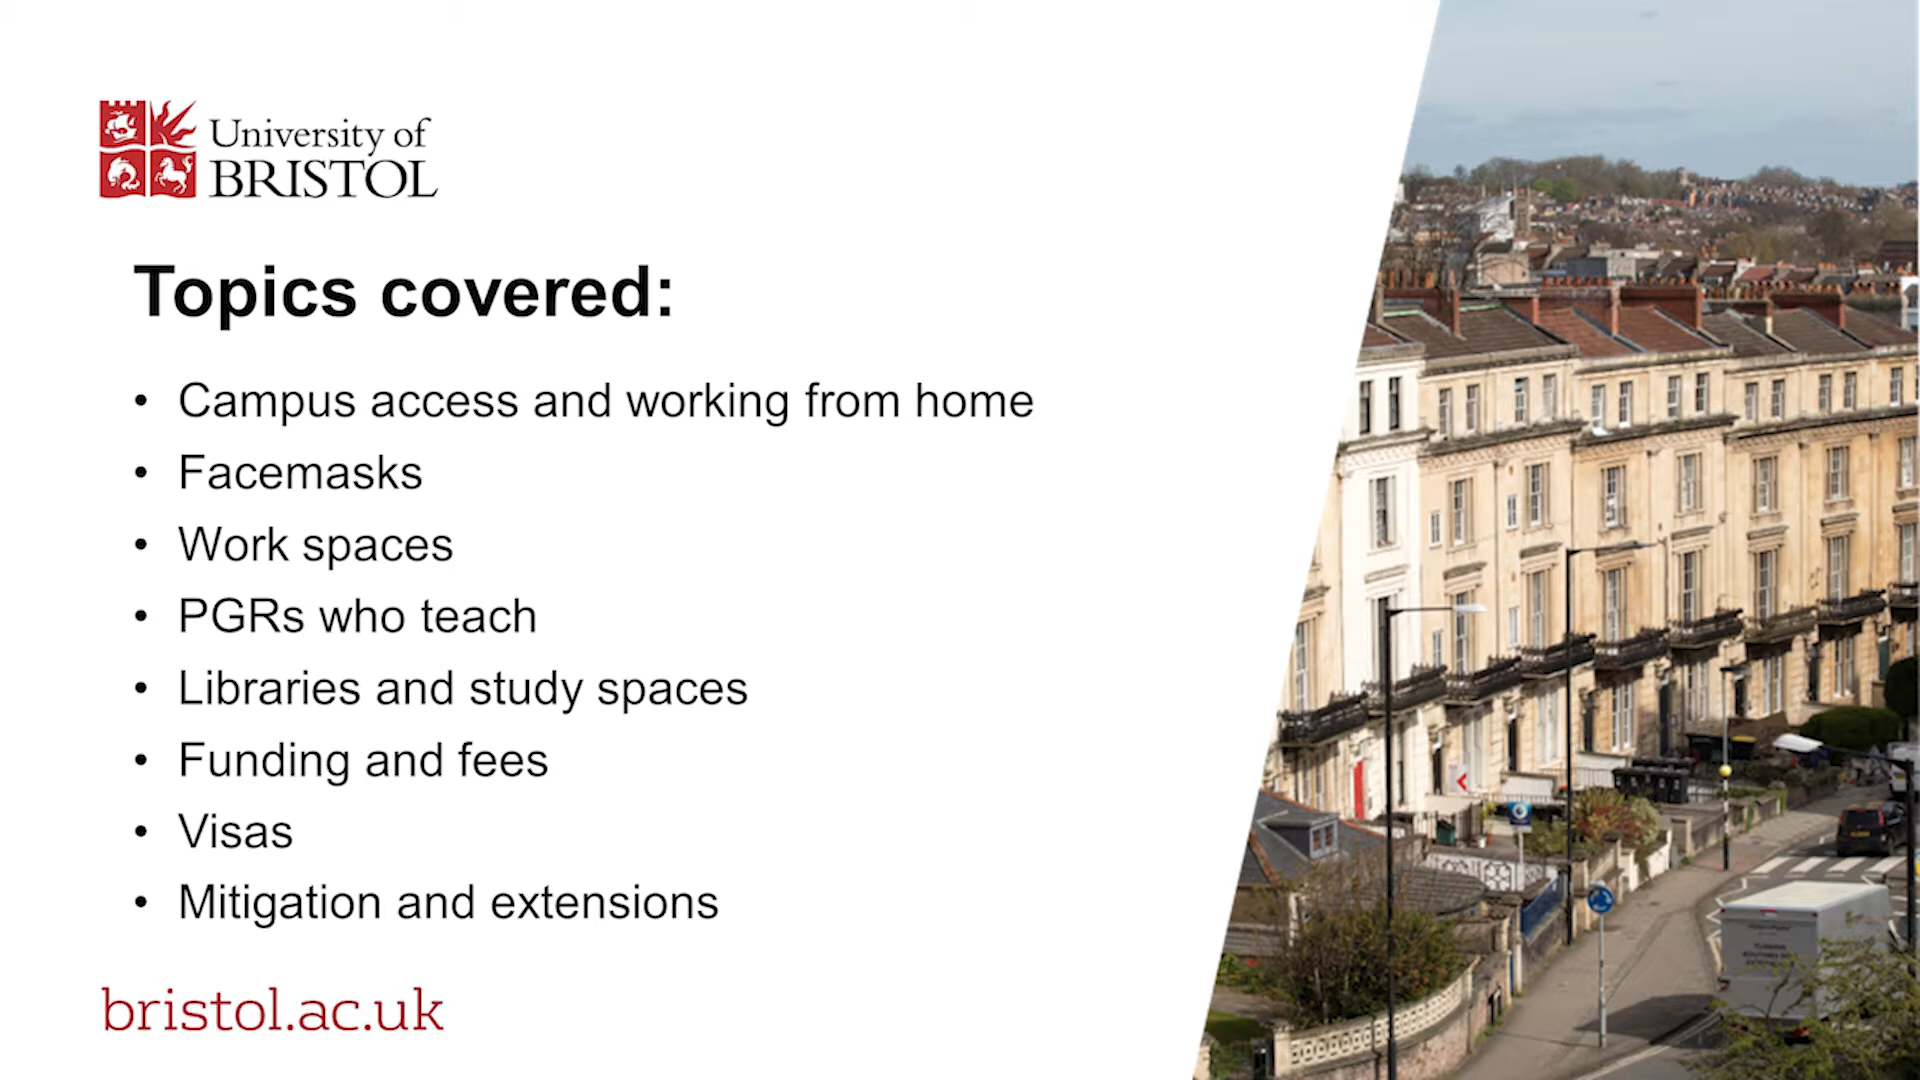 University of
BRISTOL
Topics covered:
• Campus access and working from home
• Facemasks
• Work spaces
• PGRs who teach
• Libraries and study spaces
• Funding and fees
• Visas
• Mitigation and extensions
bristol.ac.uk